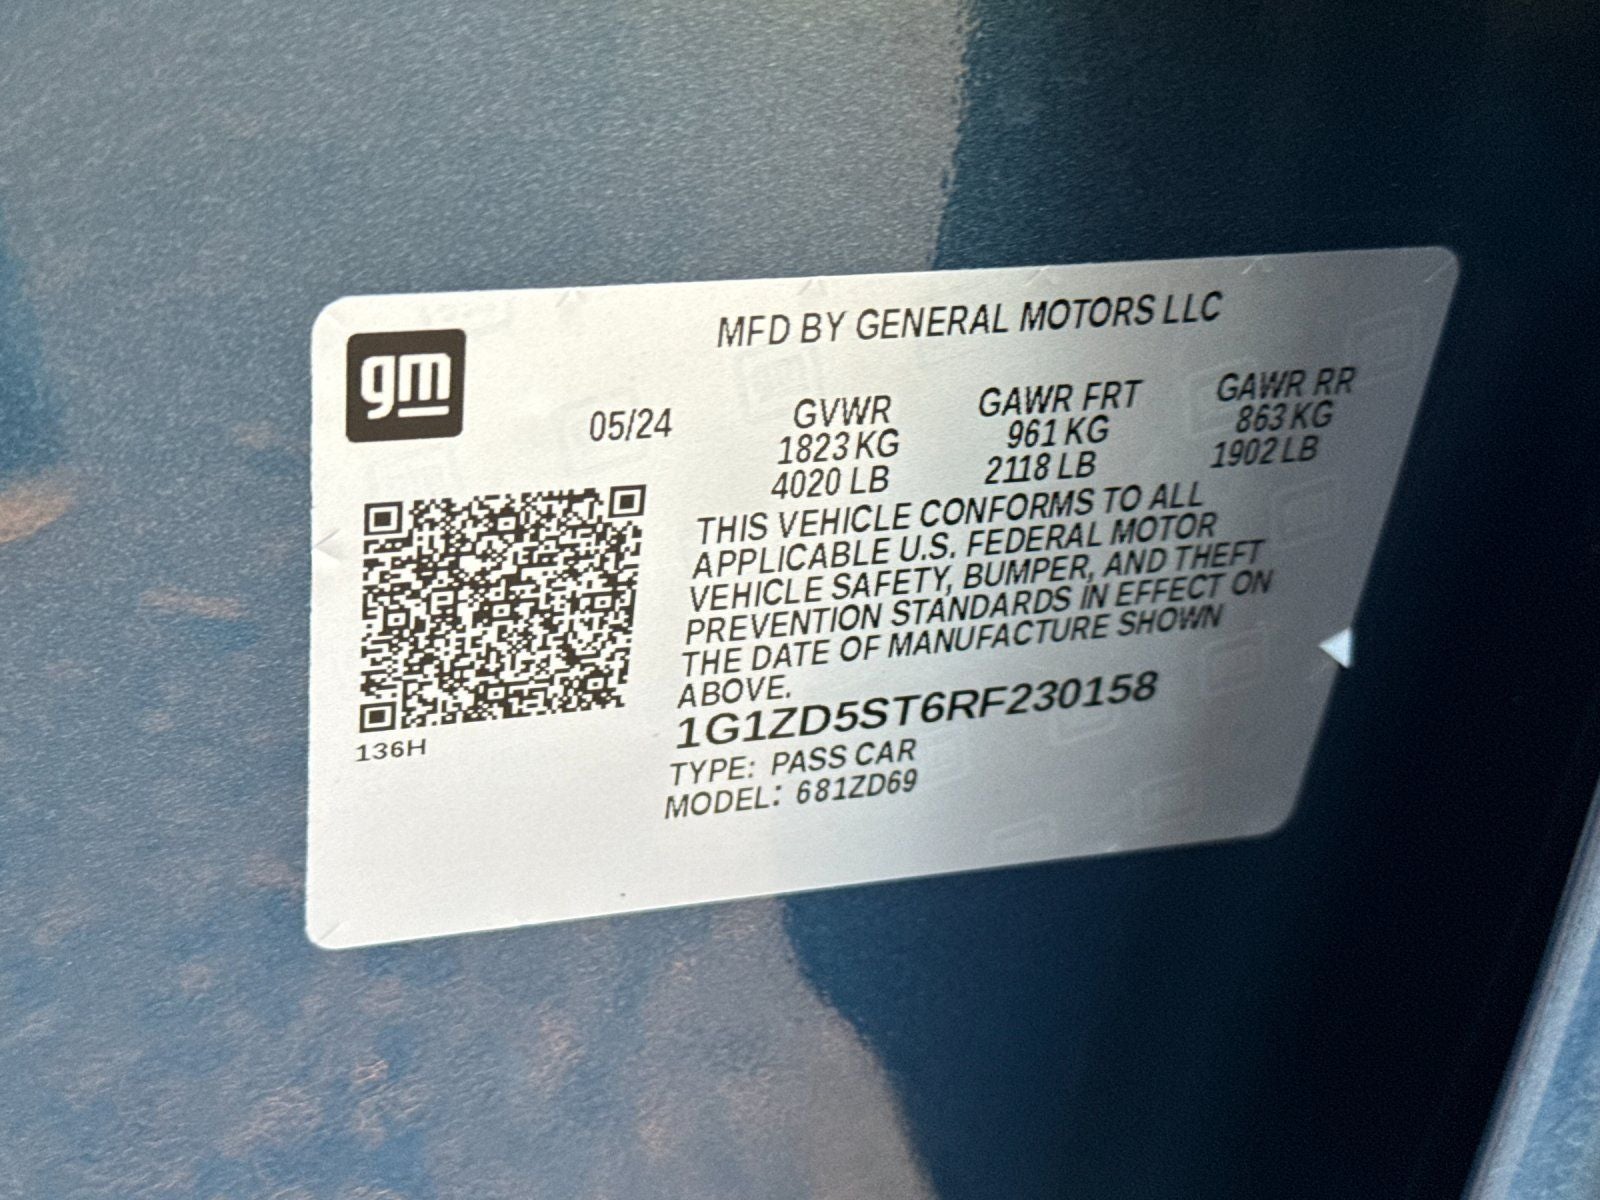 gm
MFD BY GENERAL MOTORS LLC
05/24
GVWR GAWR FRT GAWR RR
1823 KG 961 KG 863 KG
4020 LB 2118 LB 1902 LB
THIS VEHICLE CONFORMS TO ALL
APPLICABLE U.S. FEDERAL MOTOR
VEHICLE SAFETY, BUMPER, AND THEFT
PREVENTION STANDARDS IN EFFECT ON
THE DATE OF MANUFACTURE SHOWN
ABOVE.
1G1ZD5ST6RF230158
TYPE: PASS CAR
MODEL: 681ZD69
136H